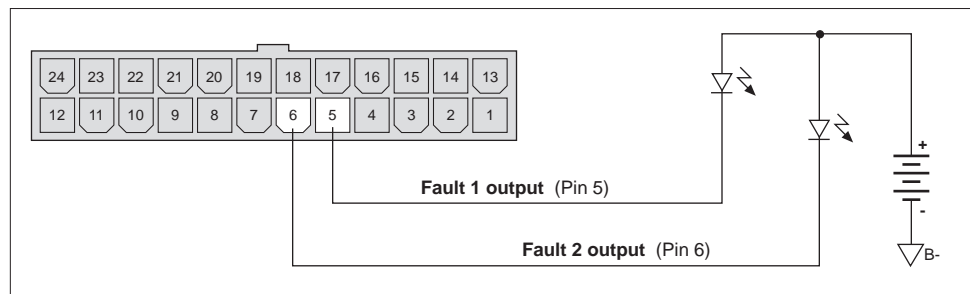 24 23 22 21 20 19 18 17 16 15 14 13
12 11 10 9 8 7 6 5 4 3 2 1
+
-
Fault 1 output (Pin 5)
Fault 2 output (Pin 6)
B-